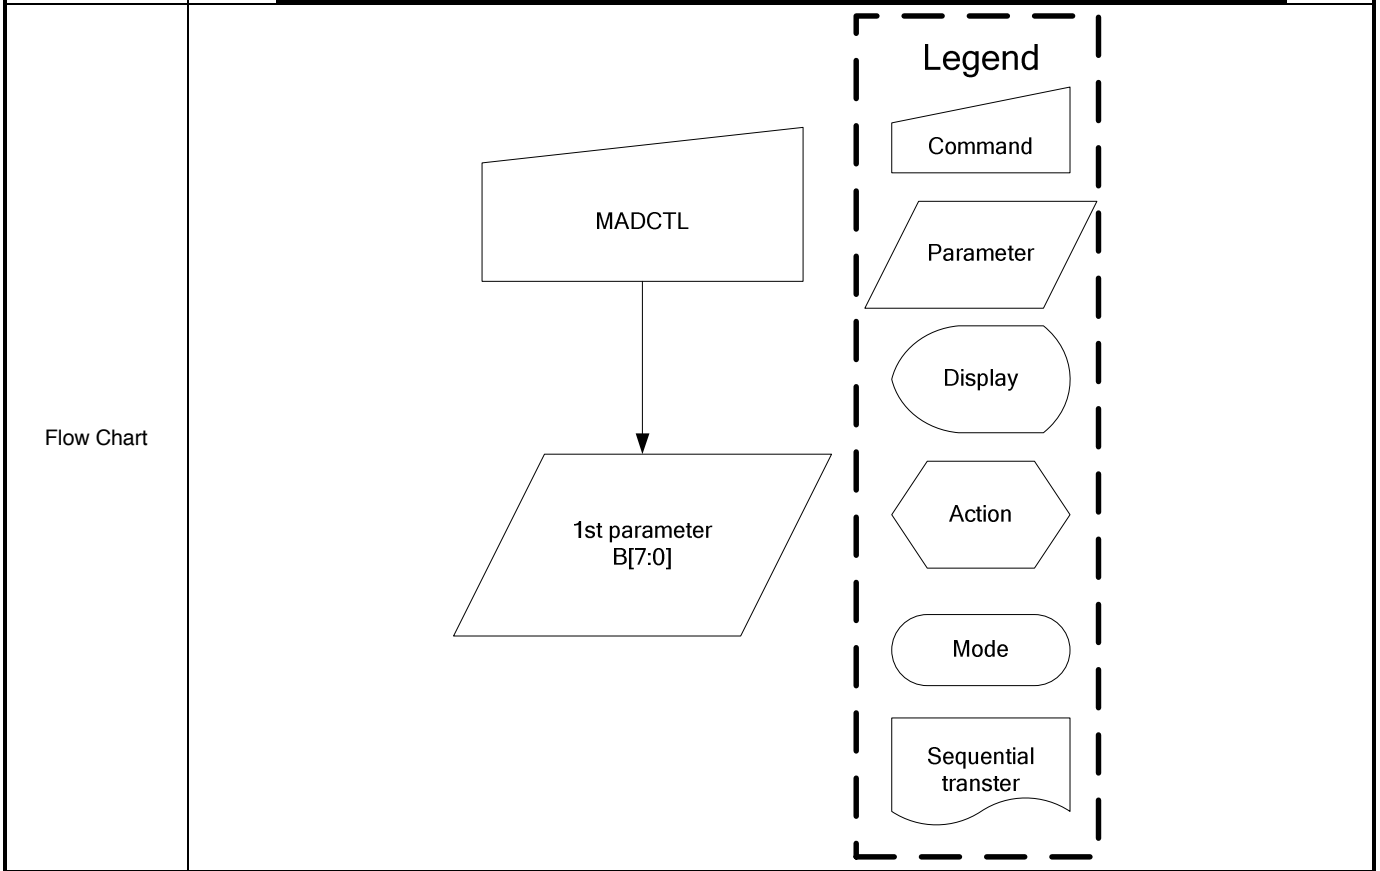 Flow Chart
MADCTL
1st parameter
B[7:0]
Legend
Command
Parameter
Display
Action
Mode
Sequential
transter